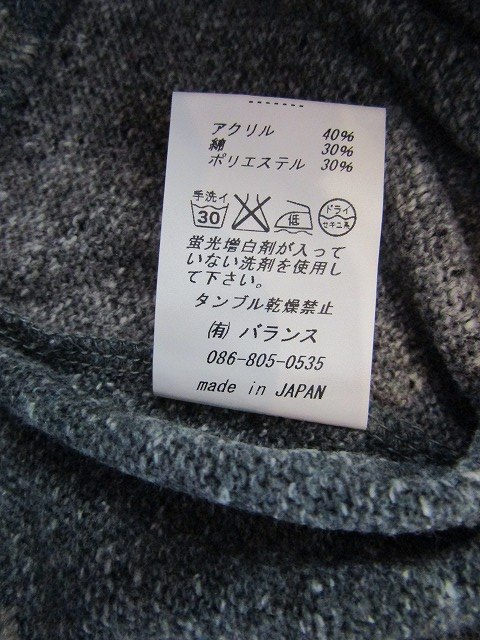 アクリル 40%
綿 30%
ポリエステル 30%
手洗イ 30 低 ドライ セキユ系
蛍光増白剤が入って
いない洗剤を使用し
て下さい。
タンブル乾燥禁止
㈲ バランス
086-805-0535
made in JAPAN